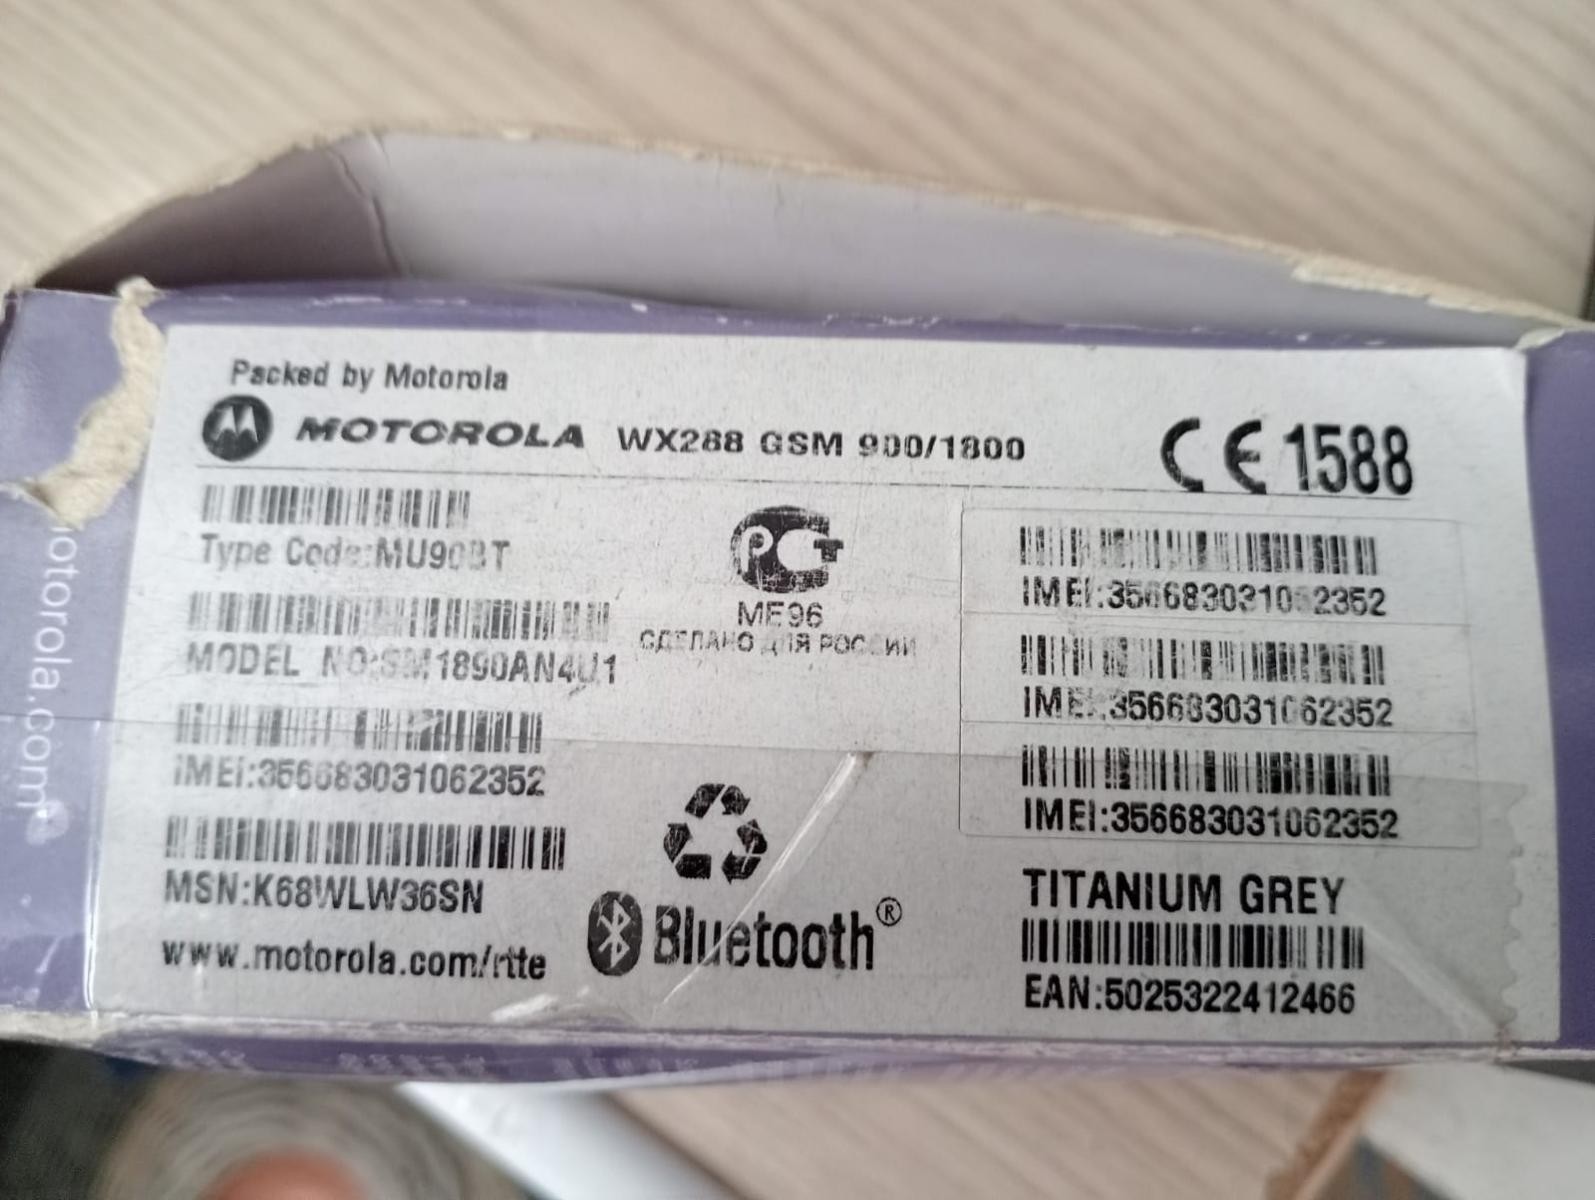 Packed by Motorola
MOTOROLA WX288 GSM 900/1800
CE 1588
Type Code:MU90BT
MODEL NO:SM1890AN4U1
IMEI:356683031062352
MSN:K68WLW36SN
www.motorola.com/rtte
РСТ
ME96
СДЕЛАНО ДЛЯ РОССИИ
Bluetooth®
IMEI:356683031062352
IMEI:356683031062352
IMEI:356683031062352
TITANIUM GREY
EAN:5025322412466
motorola.com